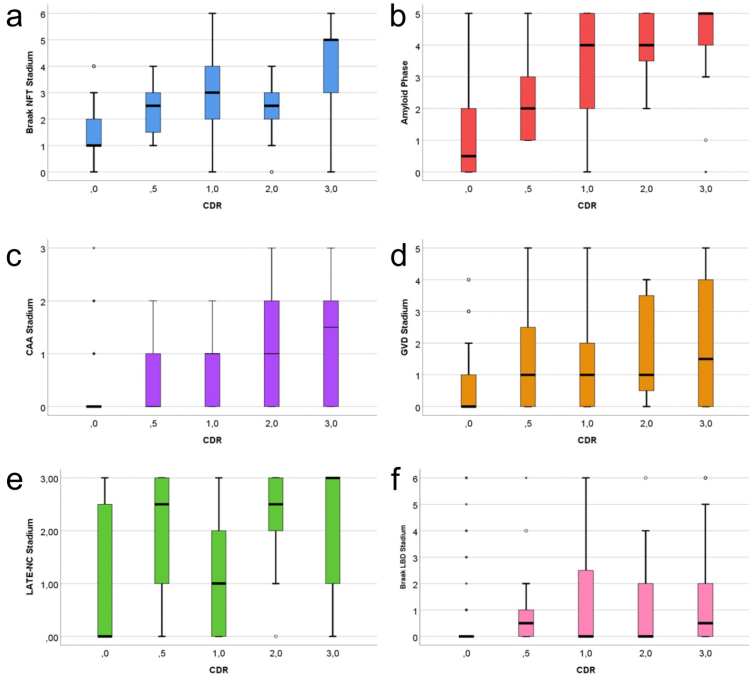 a
Braak NFT Stadium
6
5
4
3
2
1
0
,0 ,5 1,0 2,0 3,0
CDR
b
Amyloid Phase
5
4
3
2
1
0
,0 ,5 1,0 2,0 3,0
CDR
c
CAA Stadium
3
2
1
0
,0 ,5 1,0 2,0 3,0
CDR
d
GVD Stadium
5
4
3
2
1
0
,0 ,5 1,0 2,0 3,0
CDR
e
LATE-NC Stadium
3,00
2,00
1,00
,00
,0 ,5 1,0 2,0 3,0
CDR
f
Braak LBD Stadium
6
5
4
3
2
1
0
,0 ,5 1,0 2,0 3,0
CDR